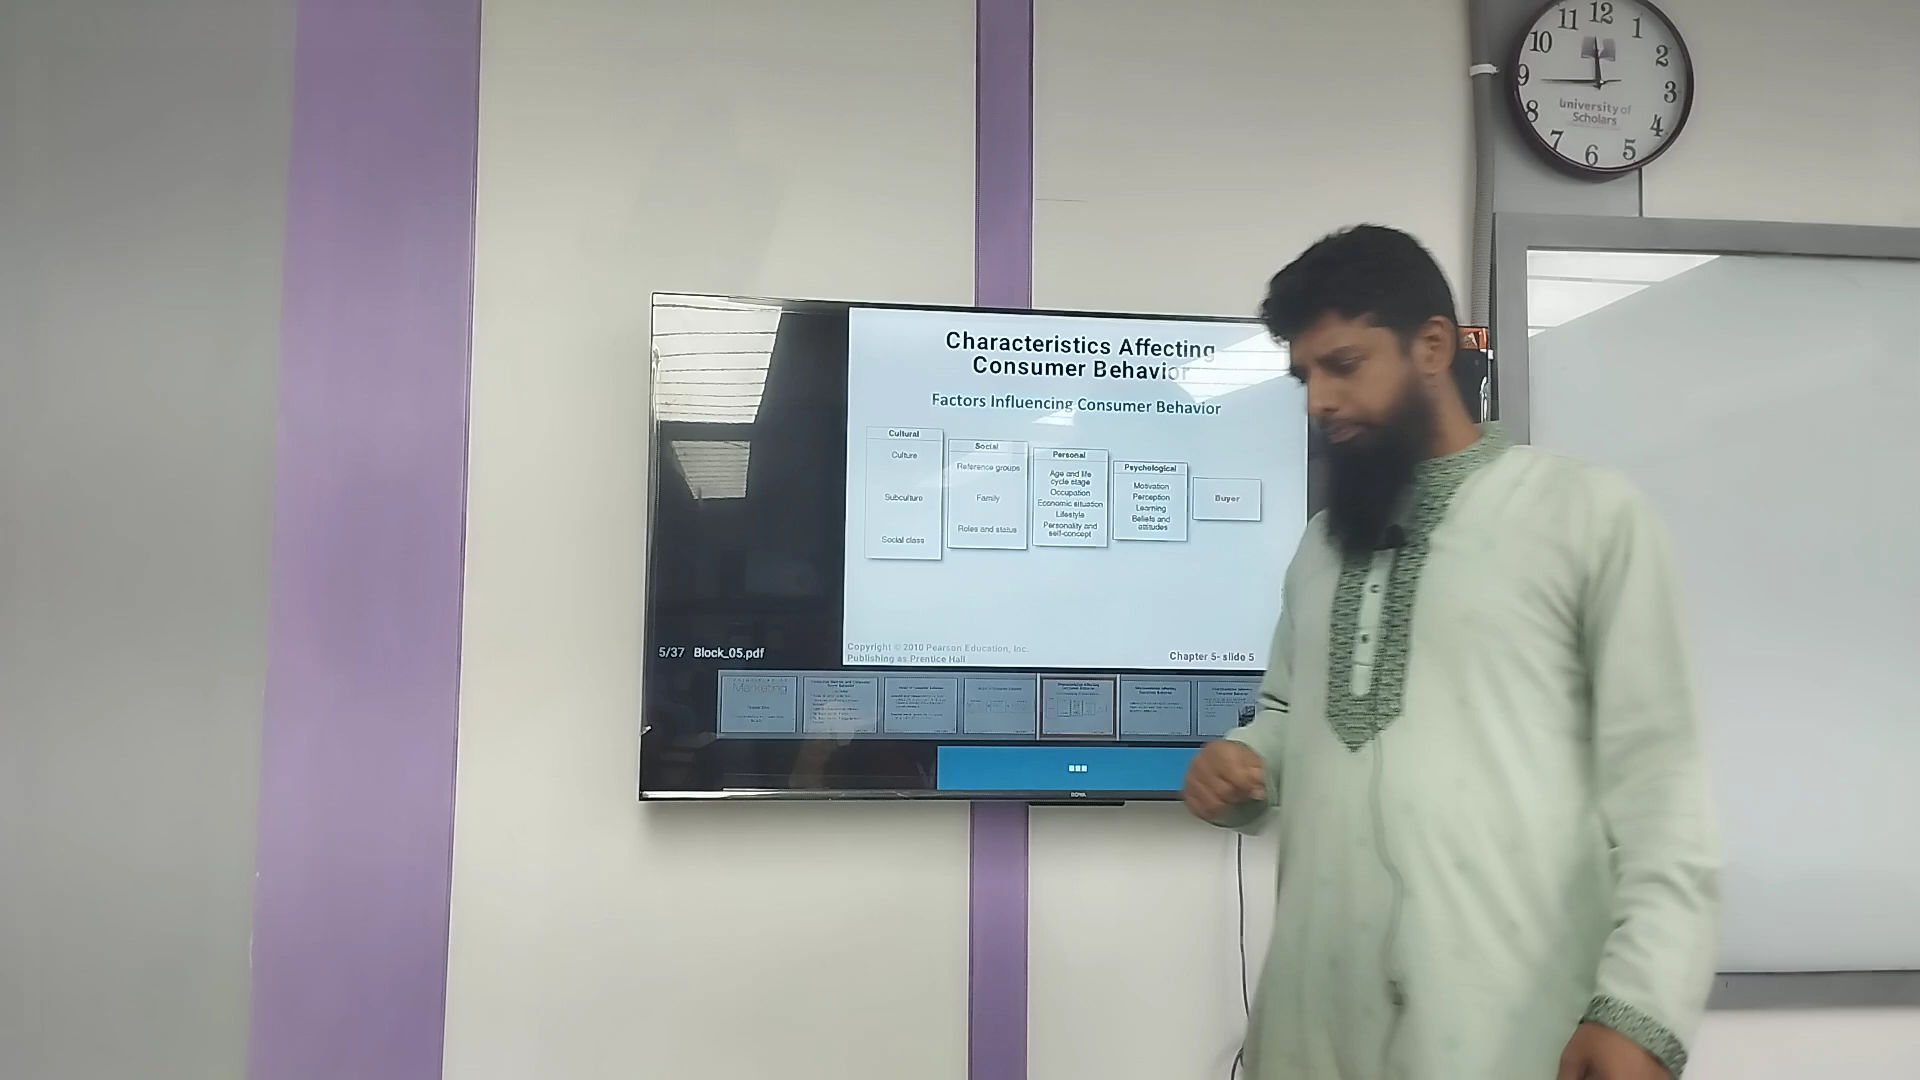 11 12 1
10 2
9 3
8 4
7 6 5
university of
Scholars
Characteristics Affecting
Consumer Behavior
Factors Influencing Consumer Behavior
Cultural
Culture
Subculture
Social class
Social
Reference groups
Family
Roles and status
Personal
Age and life
cycle stage
Occupation
Economic situation
Lifestyle
Personality and
self-concept
Psychological
Motivation
Perception
Learning
Beliefs and
attitudes
Buyer
Copyright © 2010 Pearson Education, Inc.
Publishing as Prentice Hall
Chapter 5- slide 5
5/37 Block_05.pdf
Marketing